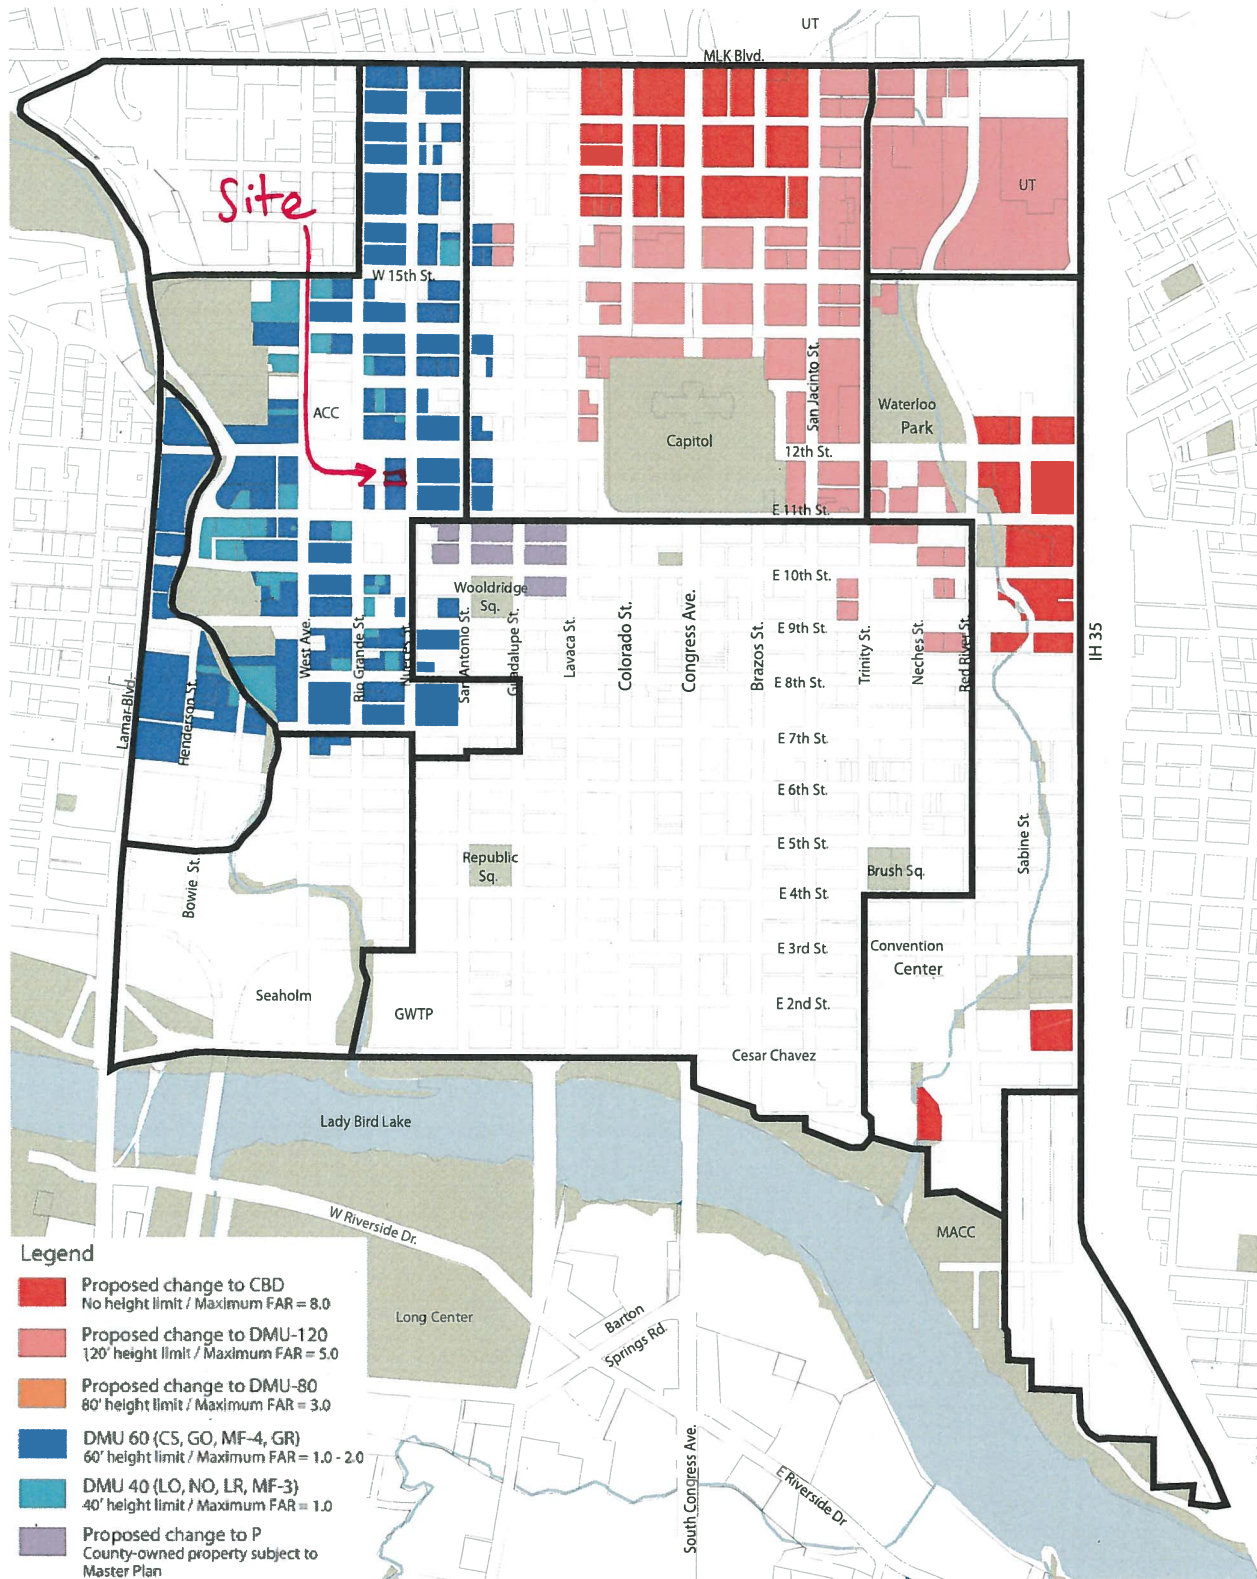 UT
MLK Blvd.
UT
Site
W 15th St.
San Jacinto St.
Waterloo
Park
ACC
Capitol
12th St.
E 11th St.
E 10th St.
Wooldridge
Sq.
E 9th St.
West Ave.
Rio Grande St.
Nueces St.
San Antonio St.
Guadalupe St.
Lavaca St.
Colorado St.
Congress Ave.
Brazos St.
Trinity St.
Neches St.
Red River St.
IH 35
E 8th St.
Lamar Blvd.
Henderson St.
E 7th St.
E 6th St.
E 5th St.
Sabine St.
Republic
Sq.
Brush Sq.
Bowie St.
E 4th St.
E 3rd St.
Convention
Center
Seaholm
GWTP
E 2nd St.
Cesar Chavez
Lady Bird Lake
W Riverside Dr.
MACC
Long Center
Barton
Springs Rd.
South Congress Ave.
E Riverside Dr
Legend
Proposed change to CBD
No height limit / Maximum FAR = 8.0
Proposed change to DMU-120
120' height limit / Maximum FAR = 5.0
Proposed change to DMU-80
80' height limit / Maximum FAR = 3.0
DMU 60 (CS, GO, MF-4, GR)
60' height limit / Maximum FAR = 1.0 - 2.0
DMU 40 (LO, NO, LR, MF-3)
40' height limit / Maximum FAR = 1.0
Proposed change to P
County-owned property subject to
Master Plan